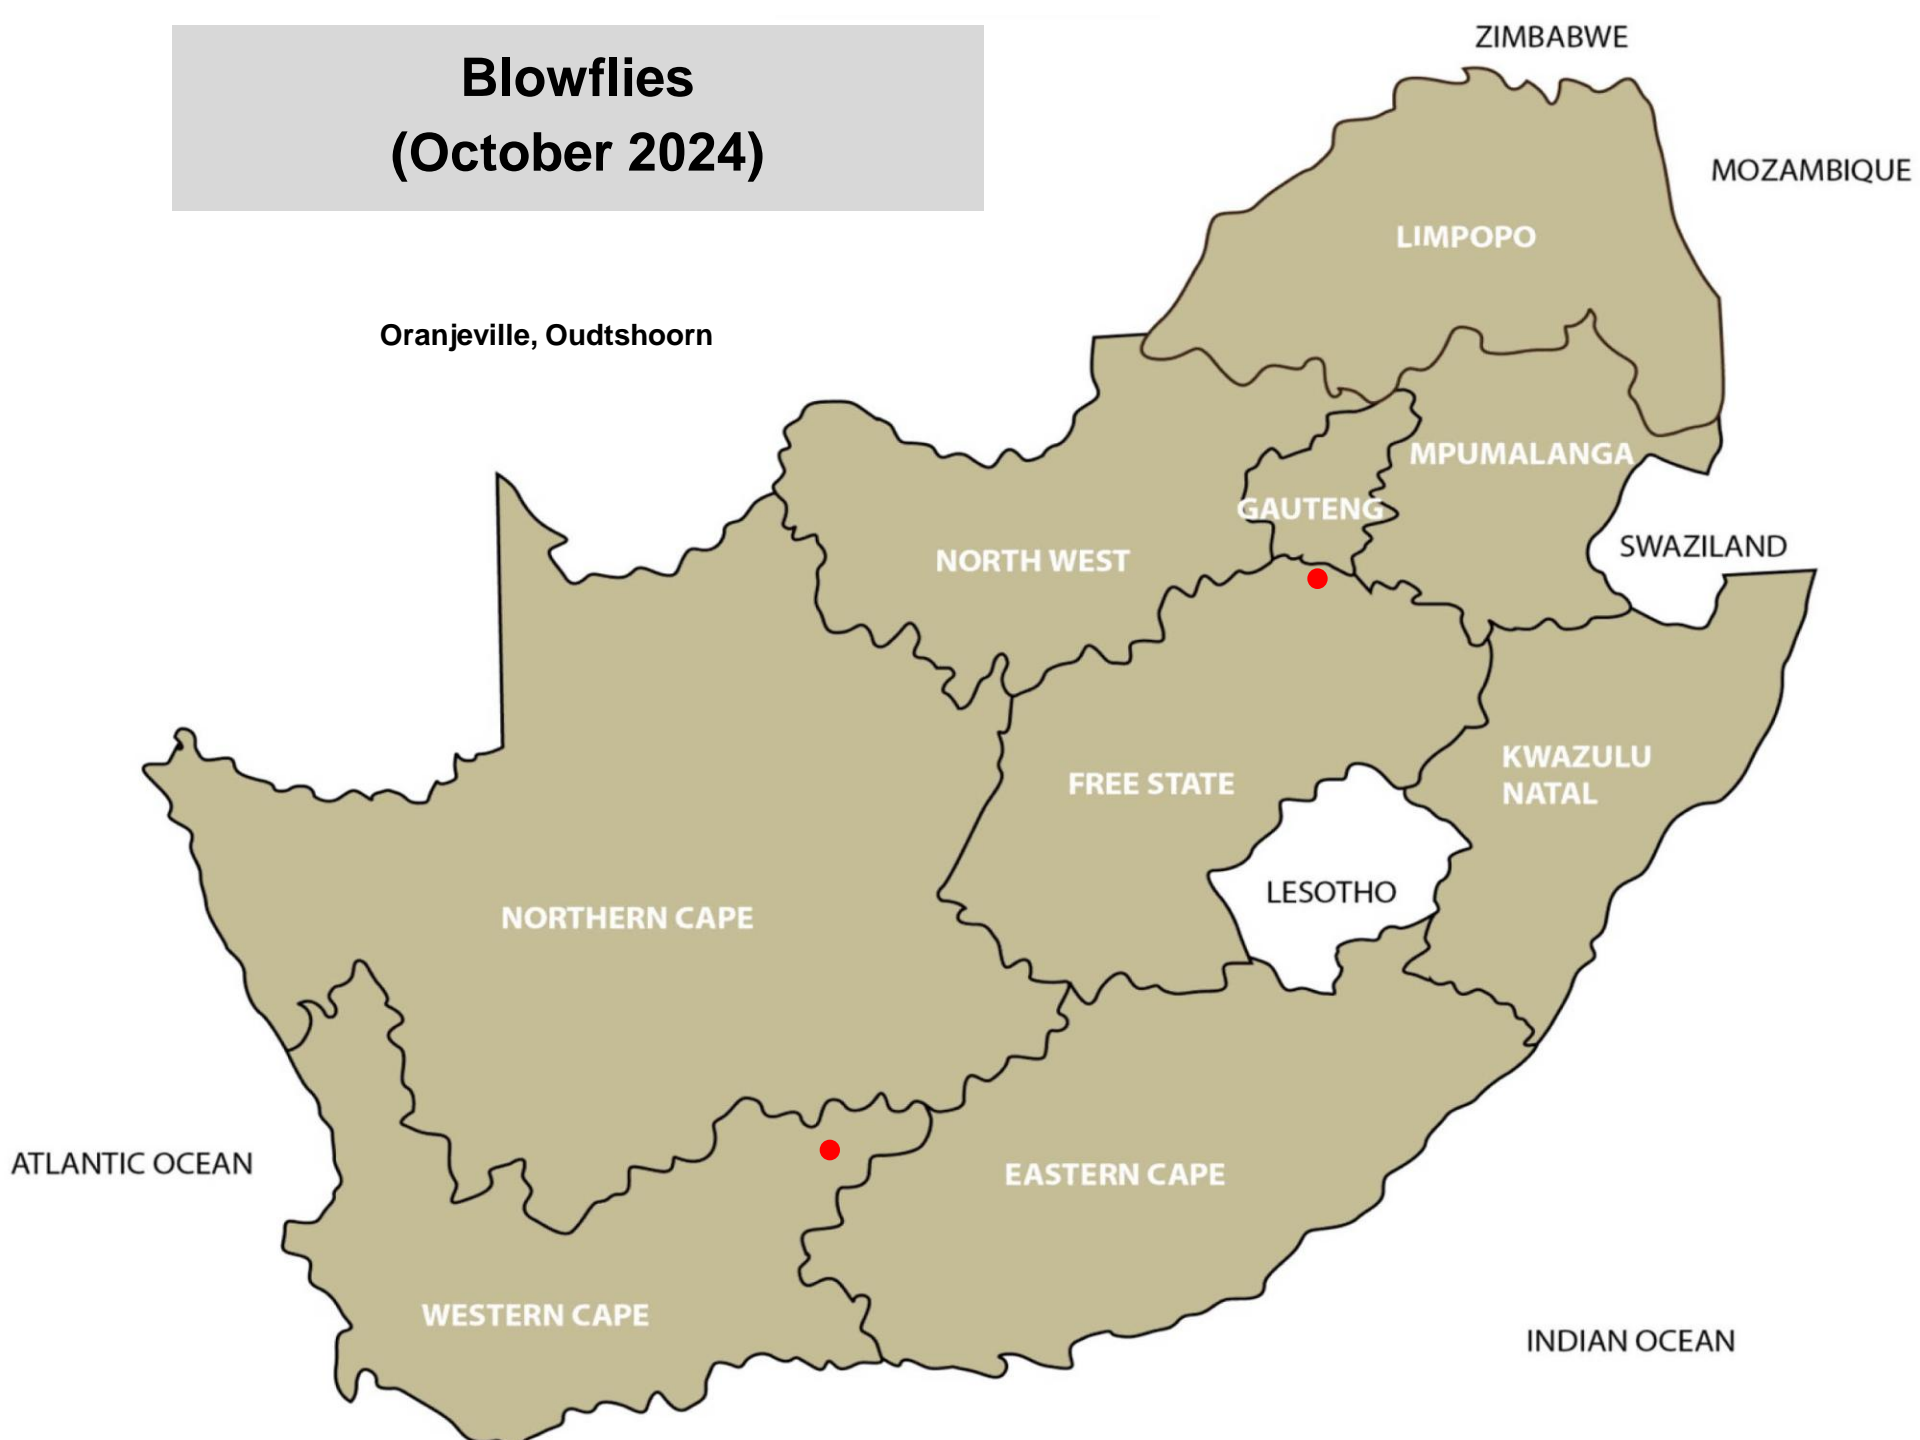 Blowflies
(October 2024)
ZIMBABWE
MOZAMBIQUE
LIMPOPO
Oranjeville, Oudtshoorn
MPUMALANGA
GAUTENG
SWAZILAND
NORTH WEST
KWAZULU
NATAL
FREE STATE
LESOTHO
NORTHERN CAPE
ATLANTIC OCEAN
EASTERN CAPE
WESTERN CAPE
INDIAN OCEAN